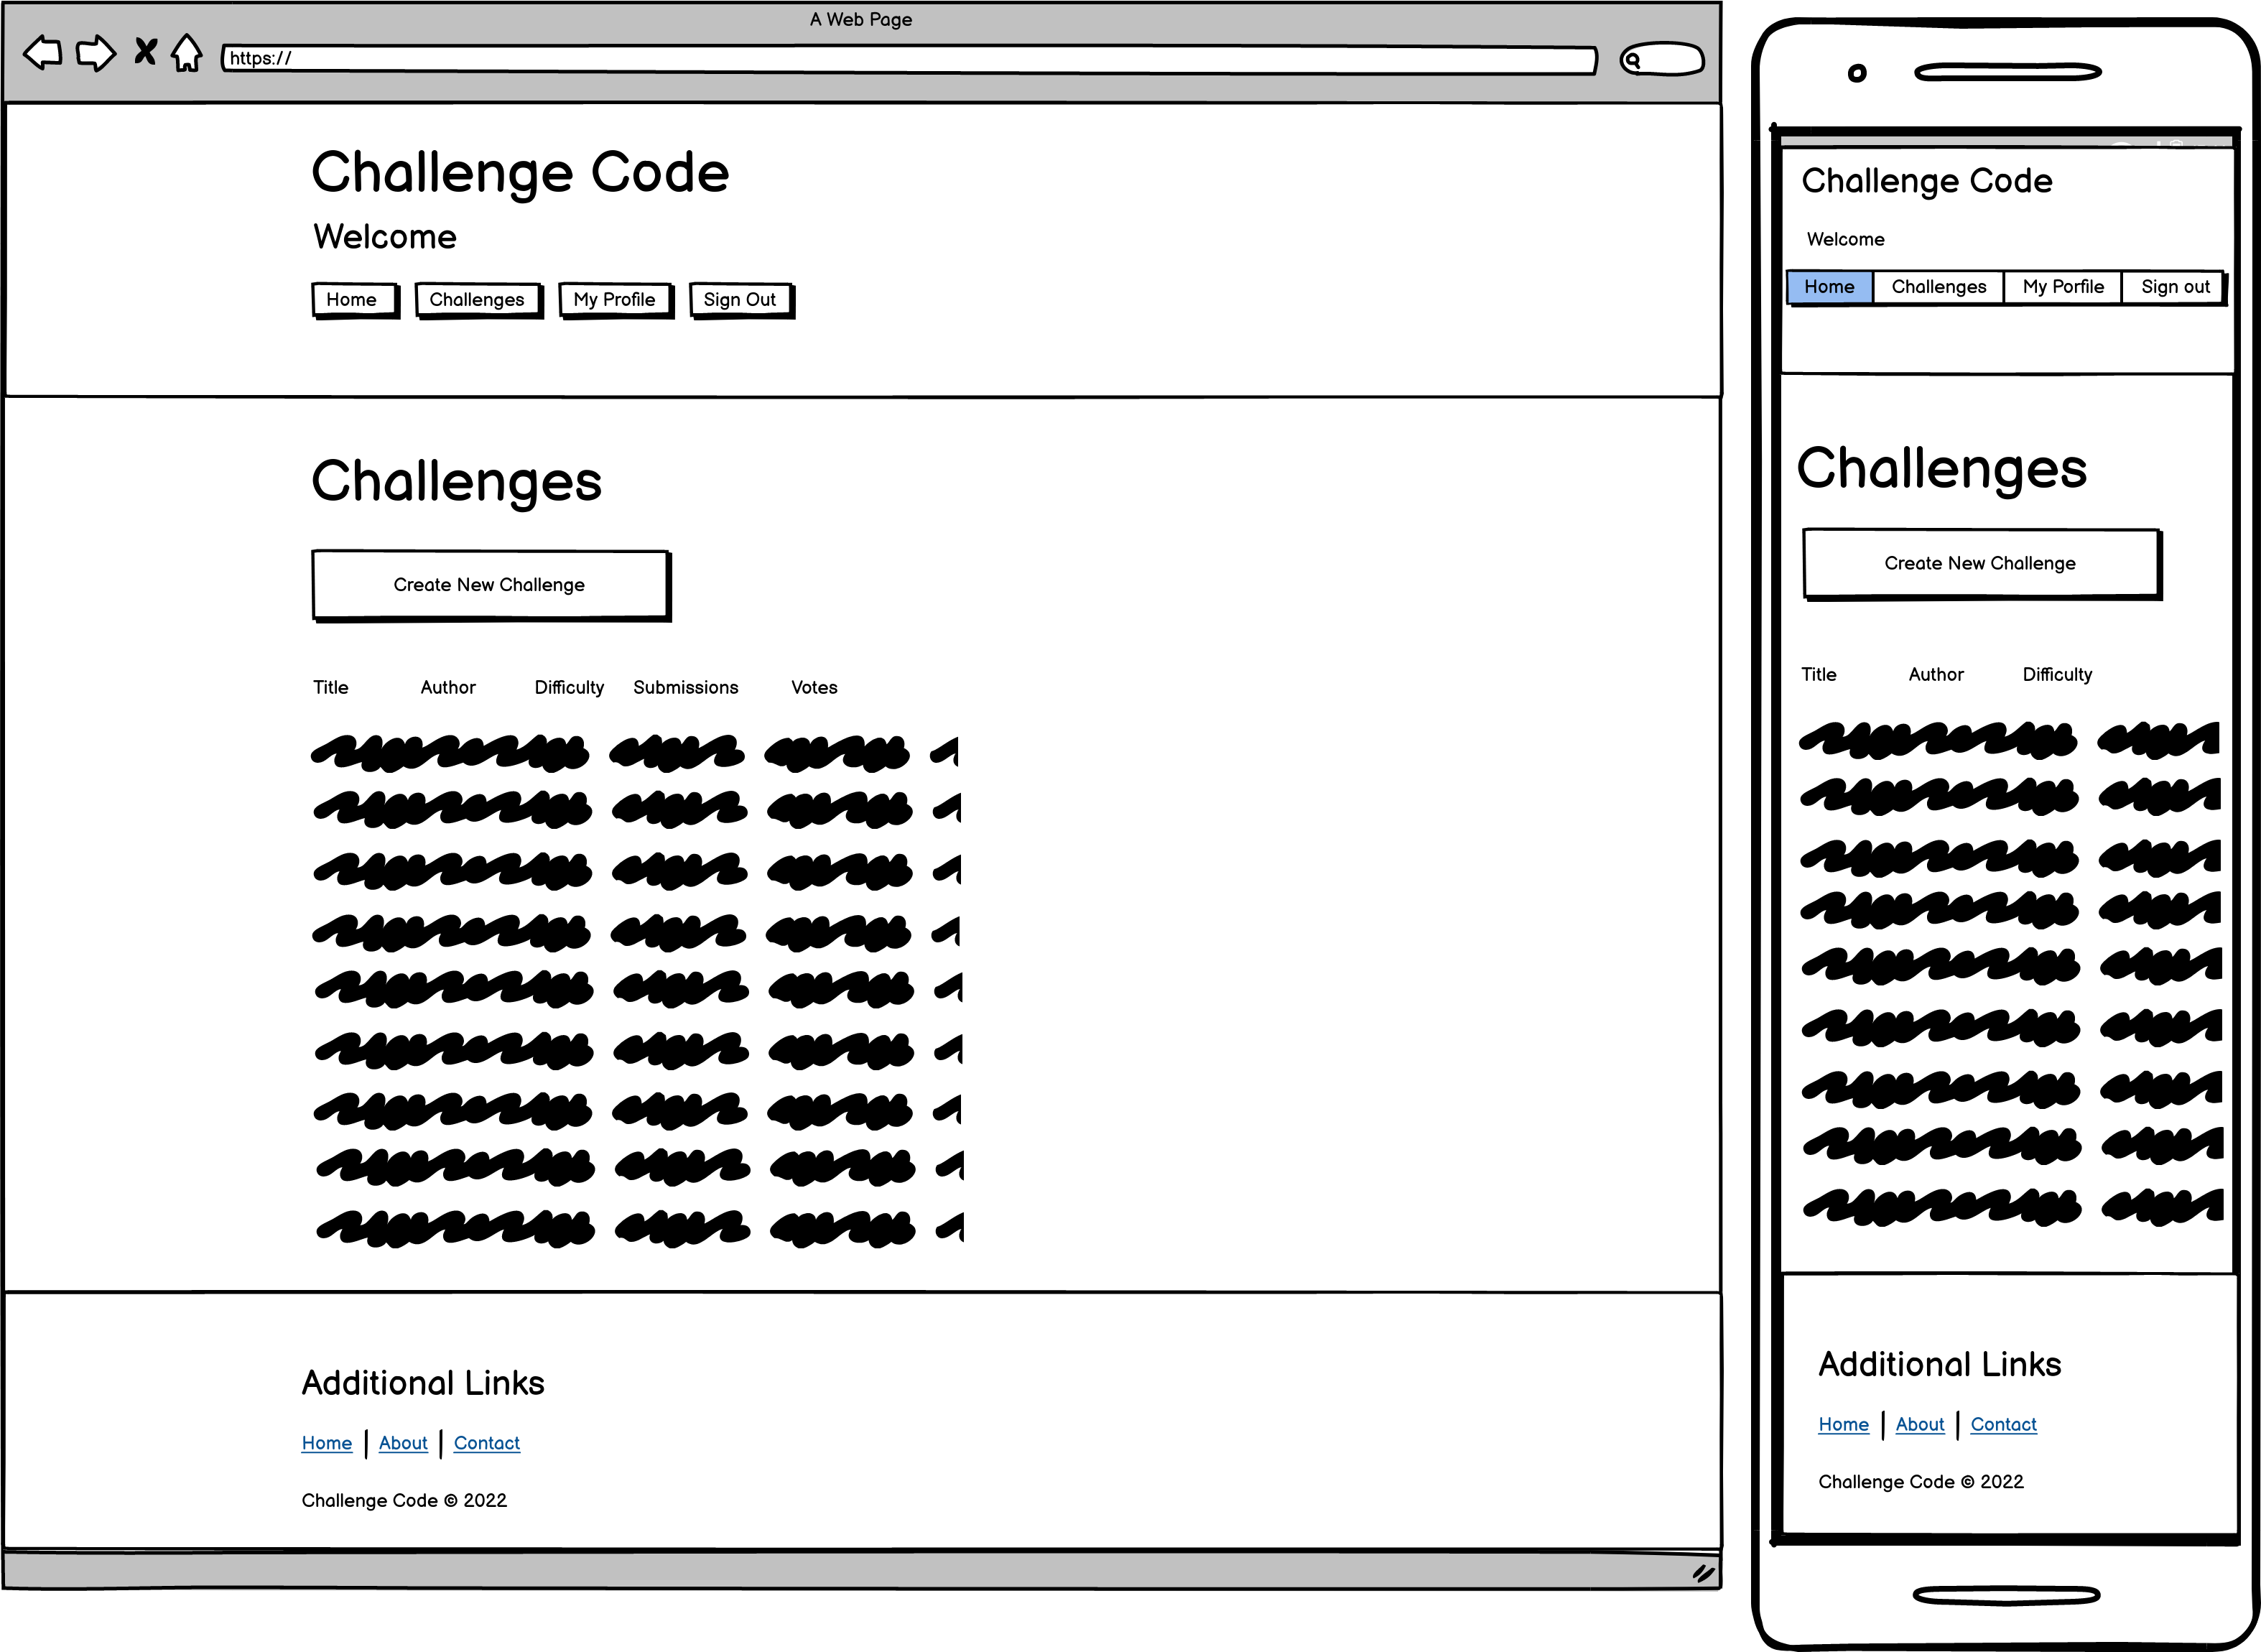 A Web Page
https://
Challenge Code
Welcome
Home Challenges My Profile Sign Out
Challenges
Create New Challenge
Title Author Difficulty Submissions Votes
Additional Links
Home About Contact
Challenge Code © 2022
Challenge Code
Welcome
Home Challenges My Porfile Sign out
Challenges
Create New Challenge
Title Author Difficulty
Additional Links
Home About Contact
Challenge Code © 2022